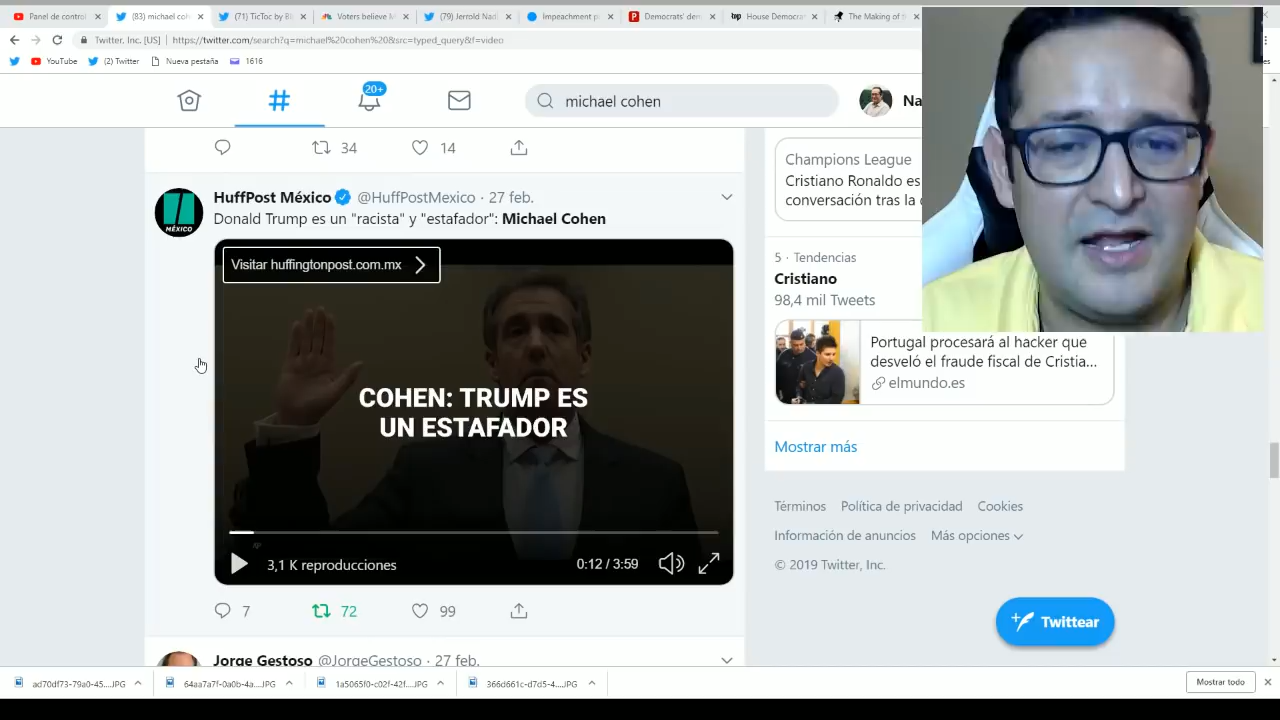 Panel de control
(83) michael coh
(71) TicToc by Bl
Voters believe M
(79) Jerrold Nad
Impeachment p
Democrats' der
House Democra
The Making of t
Twitter, Inc. [US]
https://twitter.com/search?q=michael%20cohen%20&src=typed_query&f=video
YouTube
(2) Twitter
Nueva pestaña
1616
es
20+
michael cohen
Na
34
14
HuffPost México @HuffPostMexico · 27 feb.
Donald Trump es un "racista" y "estafador": Michael Cohen
MÉXICO
Visitar huffingtonpost.com.mx
COHEN: TRUMP ES
UN ESTAFADOR
3,1 K reproducciones
0:12 / 3:59
7
72
99
Jorge Gestoso @JorgeGestoso · 27 feb.
Champions League
Cristiano Ronaldo es
conversación tras la
5 · Tendencias
Cristiano
98,4 mil Tweets
Portugal procesará al hacker que
desveló el fraude fiscal de Cristia...
elmundo.es
Mostrar más
Términos Política de privacidad Cookies
Información de anuncios Más opciones
© 2019 Twitter, Inc.
Twittear
ad70df73-79a0-45....JPG
64aa7a7f-0a0b-4a....JPG
1a5065f0-c02f-42f....JPG
366d661c-d7d5-4....JPG
Mostrar todo